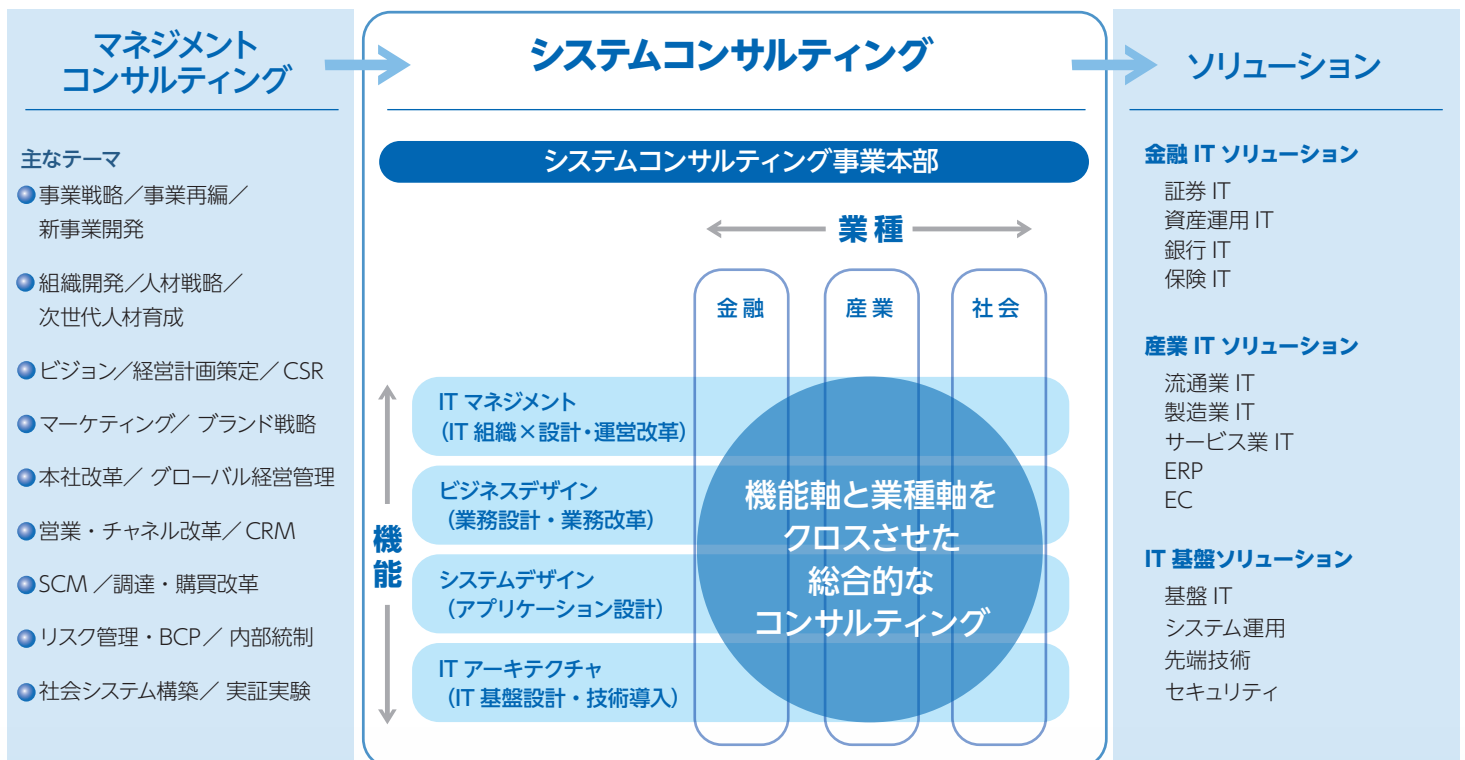 マネジメント
コンサルティング
主なテーマ
事業戦略／事業再編／
新事業開発
組織開発／人材戦略／
次世代人材育成
ビジョン／経営計画策定／CSR
マーケティング／ ブランド戦略
本社改革／ グローバル経営管理
営業・チャネル改革／CRM
SCM ／調達・購買改革
リスク管理・BCP／ 内部統制
社会システム構築／ 実証実験
システムコンサルティング
システムコンサルティング事業本部
業種
金融
産業
社会
機能
IT マネジメント
（IT 組織×設計・運営改革）
ビジネスデザイン
（業務設計・業務改革）
システムデザイン
（アプリケーション設計）
IT アーキテクチャ
（IT 基盤設計・技術導入）
機能軸と業種軸を
クロスさせた
総合的な
コンサルティング
ソリューション
金融 IT ソリューション
証券 IT
資産運用 IT
銀行 IT
保険 IT
産業 IT ソリューション
流通業 IT
製造業 IT
サービス業 IT
ERP
EC
IT 基盤ソリューション
基盤 IT
システム運用
先端技術
セキュリティ